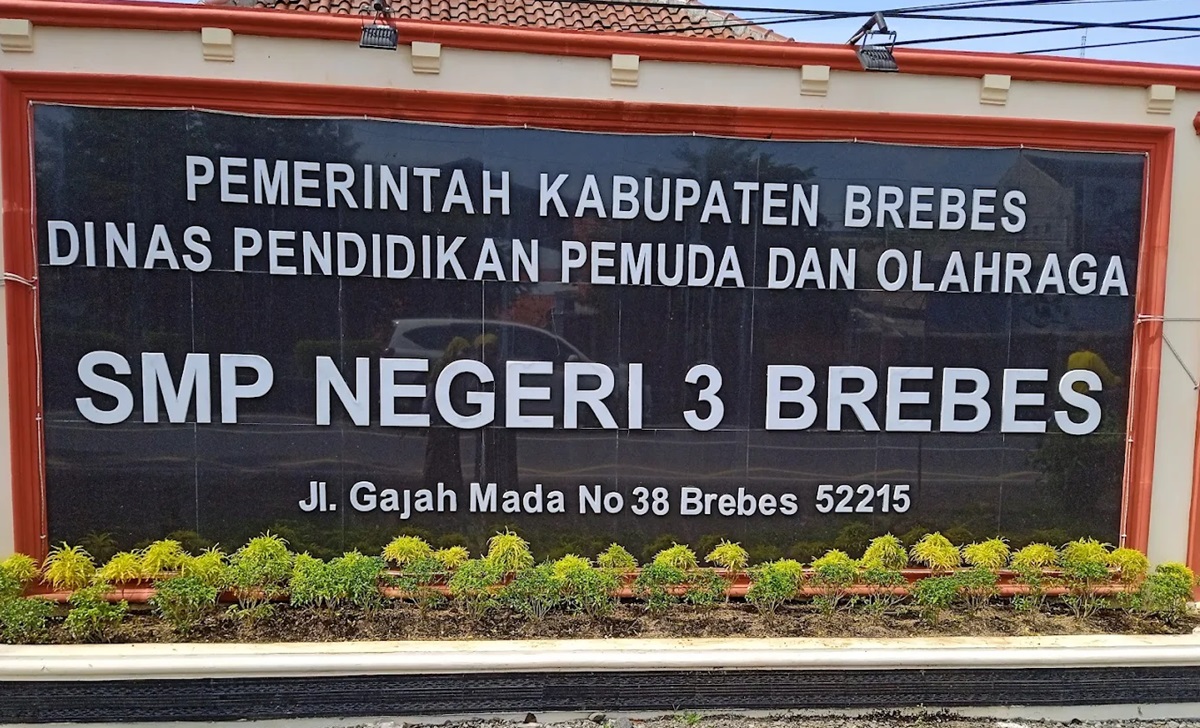 PEMERINTAH KABUPATEN BREBES
DINAS PENDIDIKAN PEMUDA DAN OLAHRAGA
SMP NEGERI 3 BREBES
Jl. Gajah Mada No 38 Brebes 52215